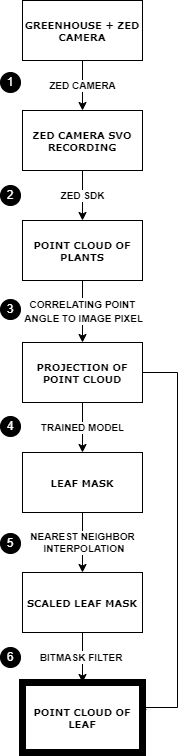 GREENHOUSE + ZED
CAMERA
1
ZED CAMERA
ZED CAMERA SVO
RECORDING
2
ZED SDK
POINT CLOUD OF
PLANTS
3
CORRELATING POINT
ANGLE TO IMAGE PIXEL
PROJECTION OF
POINT CLOUD
4
TRAINED MODEL
LEAF MASK
5
NEAREST NEIGHBOR
INTERPOLATION
SCALED LEAF MASK
6
BITMASK FILTER
POINT CLOUD OF
LEAF